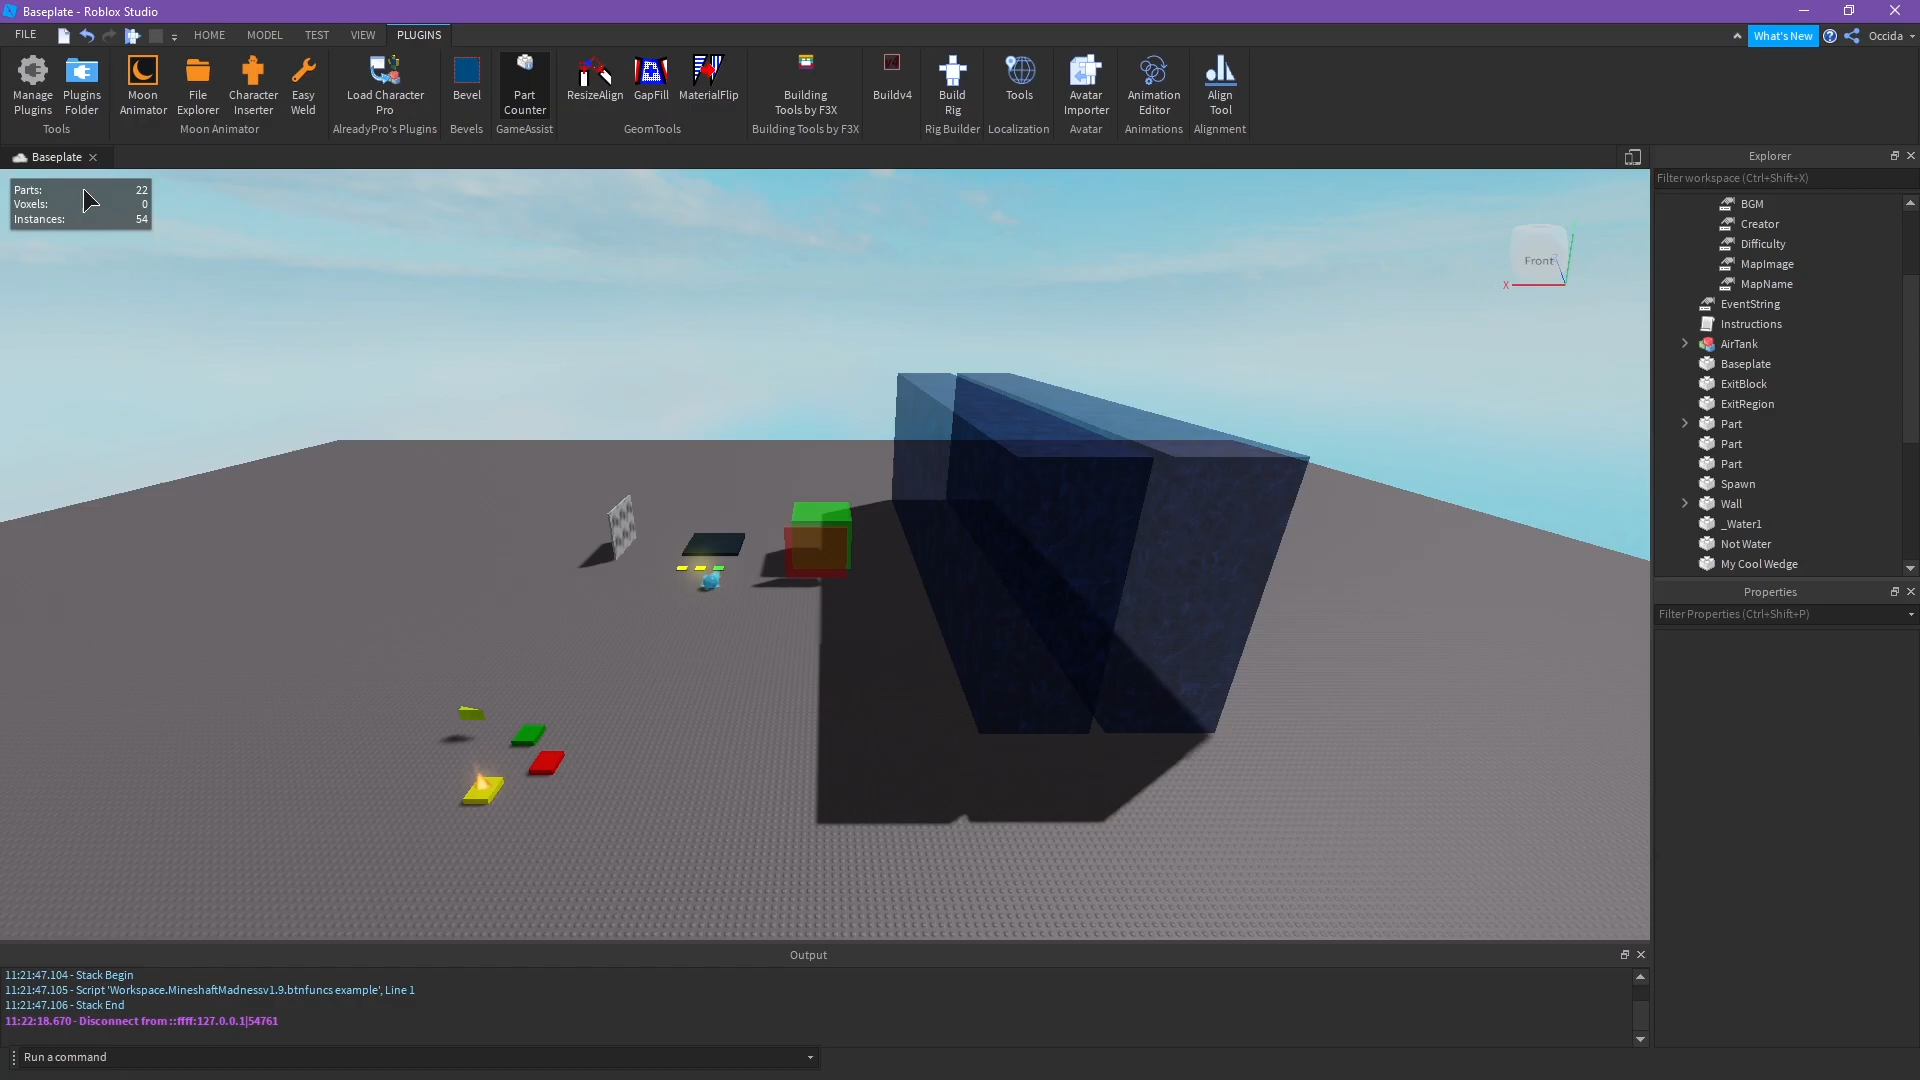 Baseplate - Roblox Studio
FILE
HOME
MODEL
TEST
VIEW
PLUGINS
What's New
Occida
Manage Plugins
Plugins Folder
Tools
Moon Animator
File Explorer
Character Inserter
Easy Weld
Moon Animator
Load Character Pro
AlreadyPro's Plugins
Bevel
Bevels
Part Counter
GameAssist
ResizeAlign
GapFill
MaterialFlip
GeomTools
Building Tools by F3X
Building Tools by F3X
Buildv4
Build Rig
Rig Builder
Tools
Localization
Avatar Importer
Avatar
Animation Editor
Animations
Align Tool
Alignment
Baseplate
Parts: 22
Voxels: 0
Instances: 54
Front
X
Explorer
Filter workspace (Ctrl+Shift+X)
BGM
Creator
Difficulty
MapImage
MapName
EventString
Instructions
AirTank
Baseplate
ExitBlock
ExitRegion
Part
Part
Part
Spawn
Wall
_Water1
Not Water
My Cool Wedge
Properties
Filter Properties (Ctrl+Shift+P)
Output
11:21:47.104 - Stack Begin
11:21:47.105 - Script 'Workspace.MineshaftMadnessv1.9.btnfuncs example', Line 1
11:21:47.106 - Stack End
11:22:18.670 - Disconnect from ::ffff:127.0.0.1|54761
Run a command